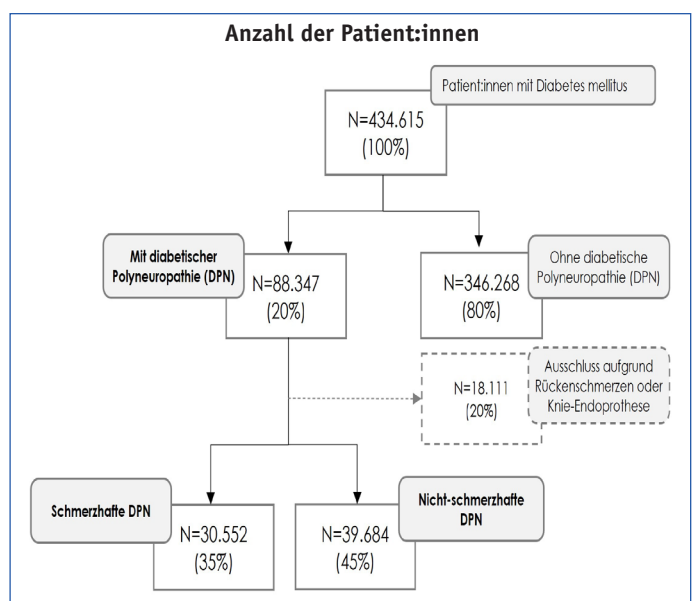 Anzahl der Patient:innen
Patient:innen mit Diabetes mellitus
N=434.615
(100%)
Mit diabetischer
Polyneuropathie (DPN)
N=88.347
(20%)
Ohne diabetische
Polyneuropathie (DPN)
N=346.268
(80%)
Ausschluss aufgrund
Rückenschmerzen oder
Knie-Endoprothese
N=18.111
(20%)
Schmerzhafte DPN
N=30.552
(35%)
Nicht-schmerzhafte
DPN
N=39.684
(45%)